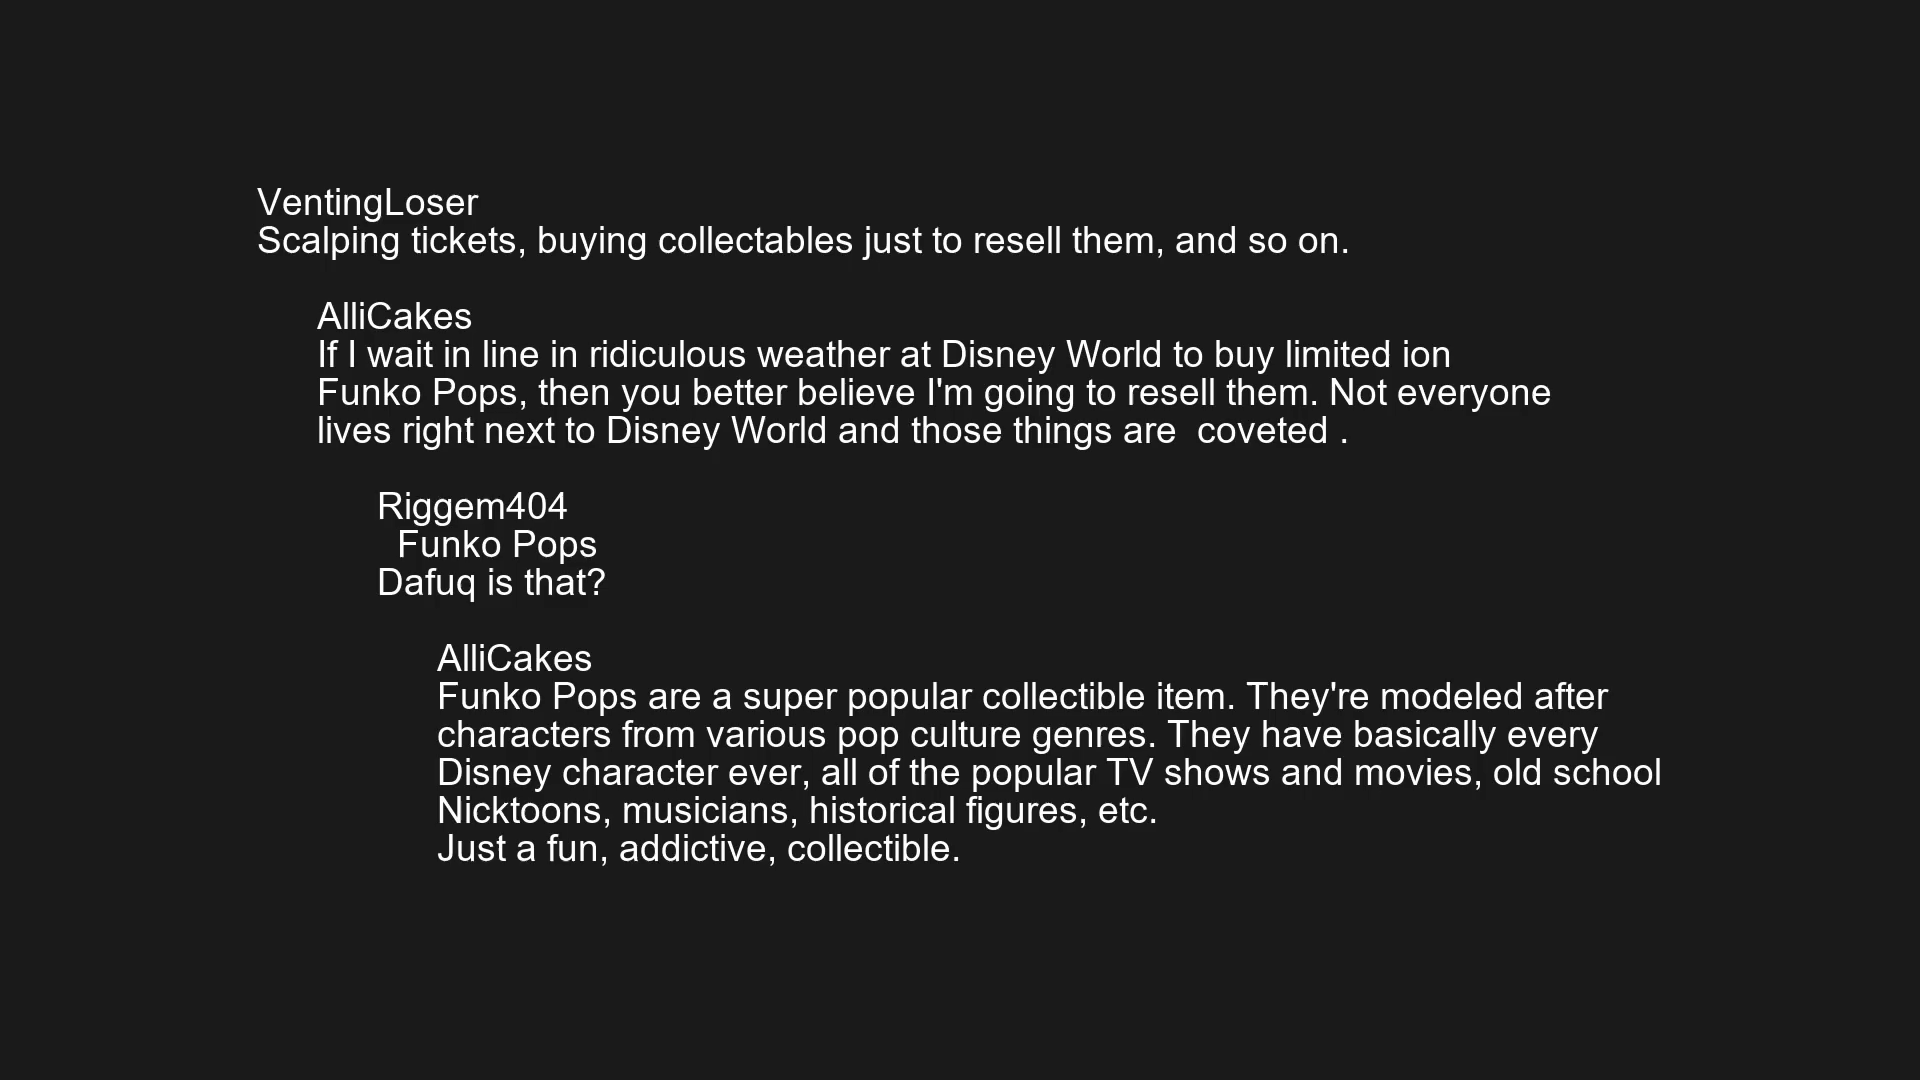 VentingLoser
Scalping tickets, buying collectables just to resell them, and so on.
AlliCakes
If I wait in line in ridiculous weather at Disney World to buy limited ion
Funko Pops, then you better believe I'm going to resell them. Not everyone
lives right next to Disney World and those things are  coveted .
Riggem404
Funko Pops
Dafuq is that?
AlliCakes
Funko Pops are a super popular collectible item. They're modeled after
characters from various pop culture genres. They have basically every
Disney character ever, all of the popular TV shows and movies, old school
Nicktoons, musicians, historical figures, etc.
Just a fun, addictive, collectible.